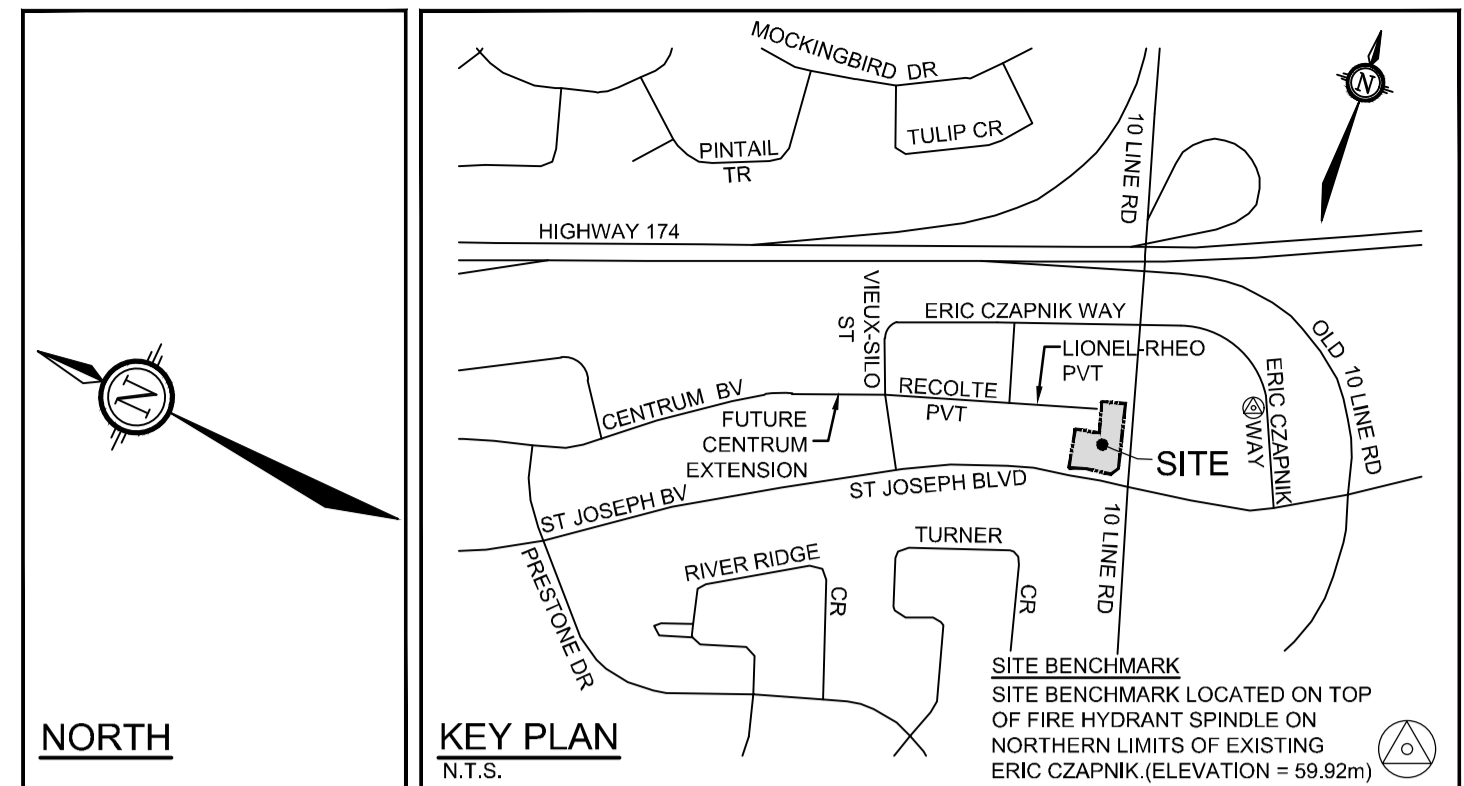 N
NORTH
MOCKINGBIRD DR
N
TULIP CR
10 LINE RD
PINTAIL
TR
HIGHWAY 174
VIEUX-SILO
ST
ERIC CZAPNIK WAY
OLD 10 LINE RD
LIONEL-RHEO
PVT
ERIC CZAPNIK
WAY
CENTRUM BV
RECOLTE
PVT
FUTURE
CENTRUM
EXTENSION
SITE
ST JOSEPH BV
ST JOSEPH BLVD
10 LINE RD
PRESTONE DR
RIVER RIDGE
CR
TURNER
CR
SITE BENCHMARK
SITE BENCHMARK LOCATED ON TOP
OF FIRE HYDRANT SPINDLE ON
NORTHERN LIMITS OF EXISTING
ERIC CZAPNIK.(ELEVATION = 59.92m)
KEY PLAN
N.T.S.